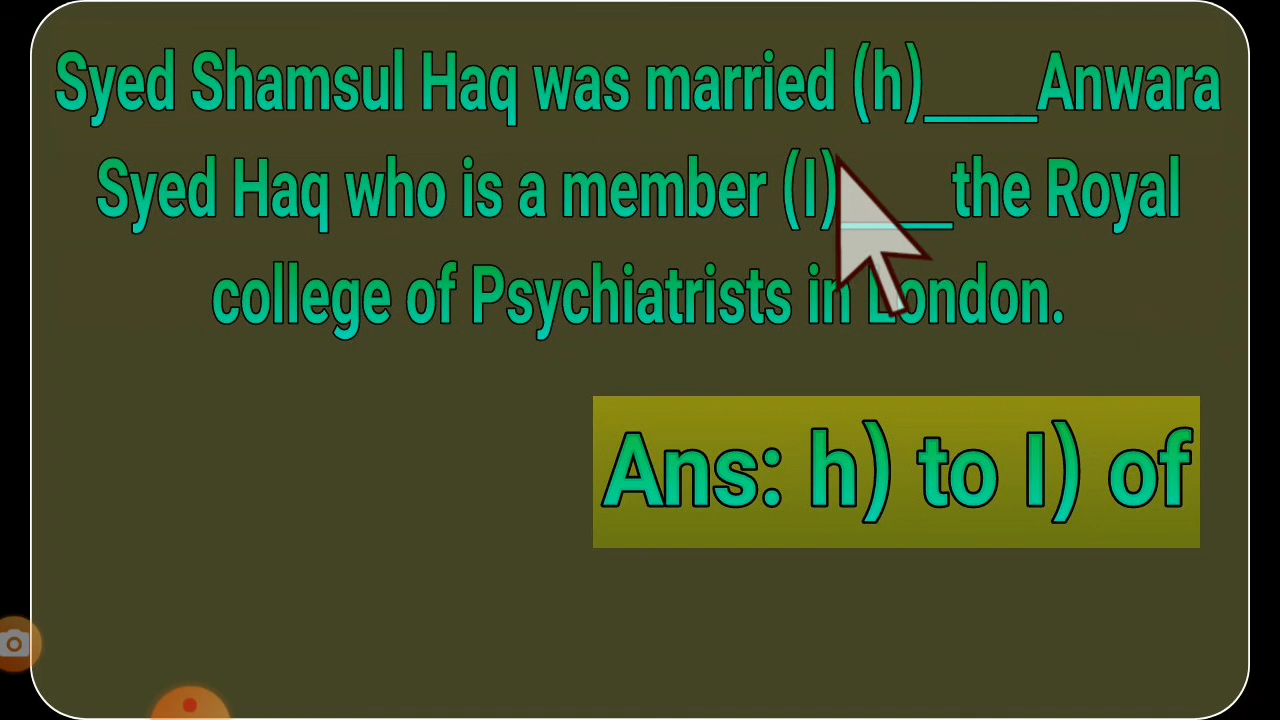 Syed Shamsul Haq was married (h)____Anwara
Syed Haq who is a member (I)____the Royal
college of Psychiatrists in London.
Ans: h) to I) of